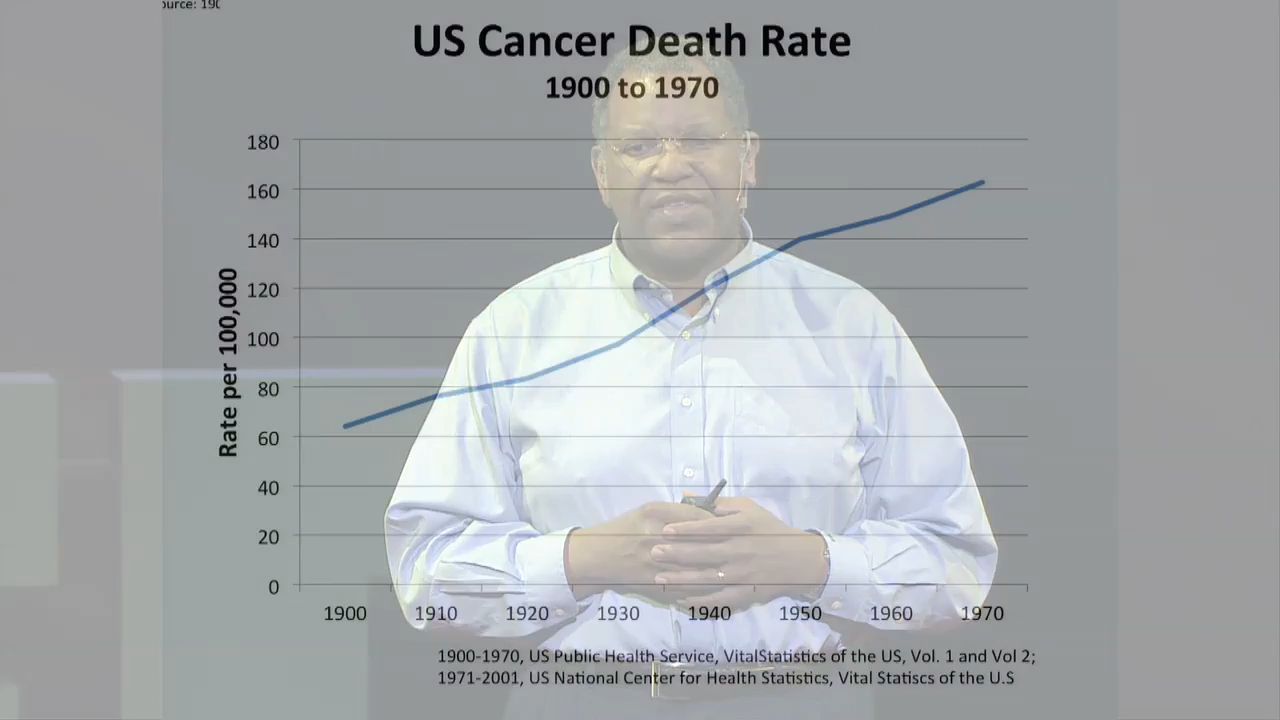 US Cancer Death Rate
1900 to 1970
180
160
140
120
100
80
60
40
20
0
Rate per 100,000
1900 1910 1920 1930 1940 1950 1960 1970
1900-1970, US Public Health Service, VitalStatistics of the US, Vol. 1 and Vol 2;
1971-2001, US National Center for Health Statistics, Vital Statiscs of the U.S